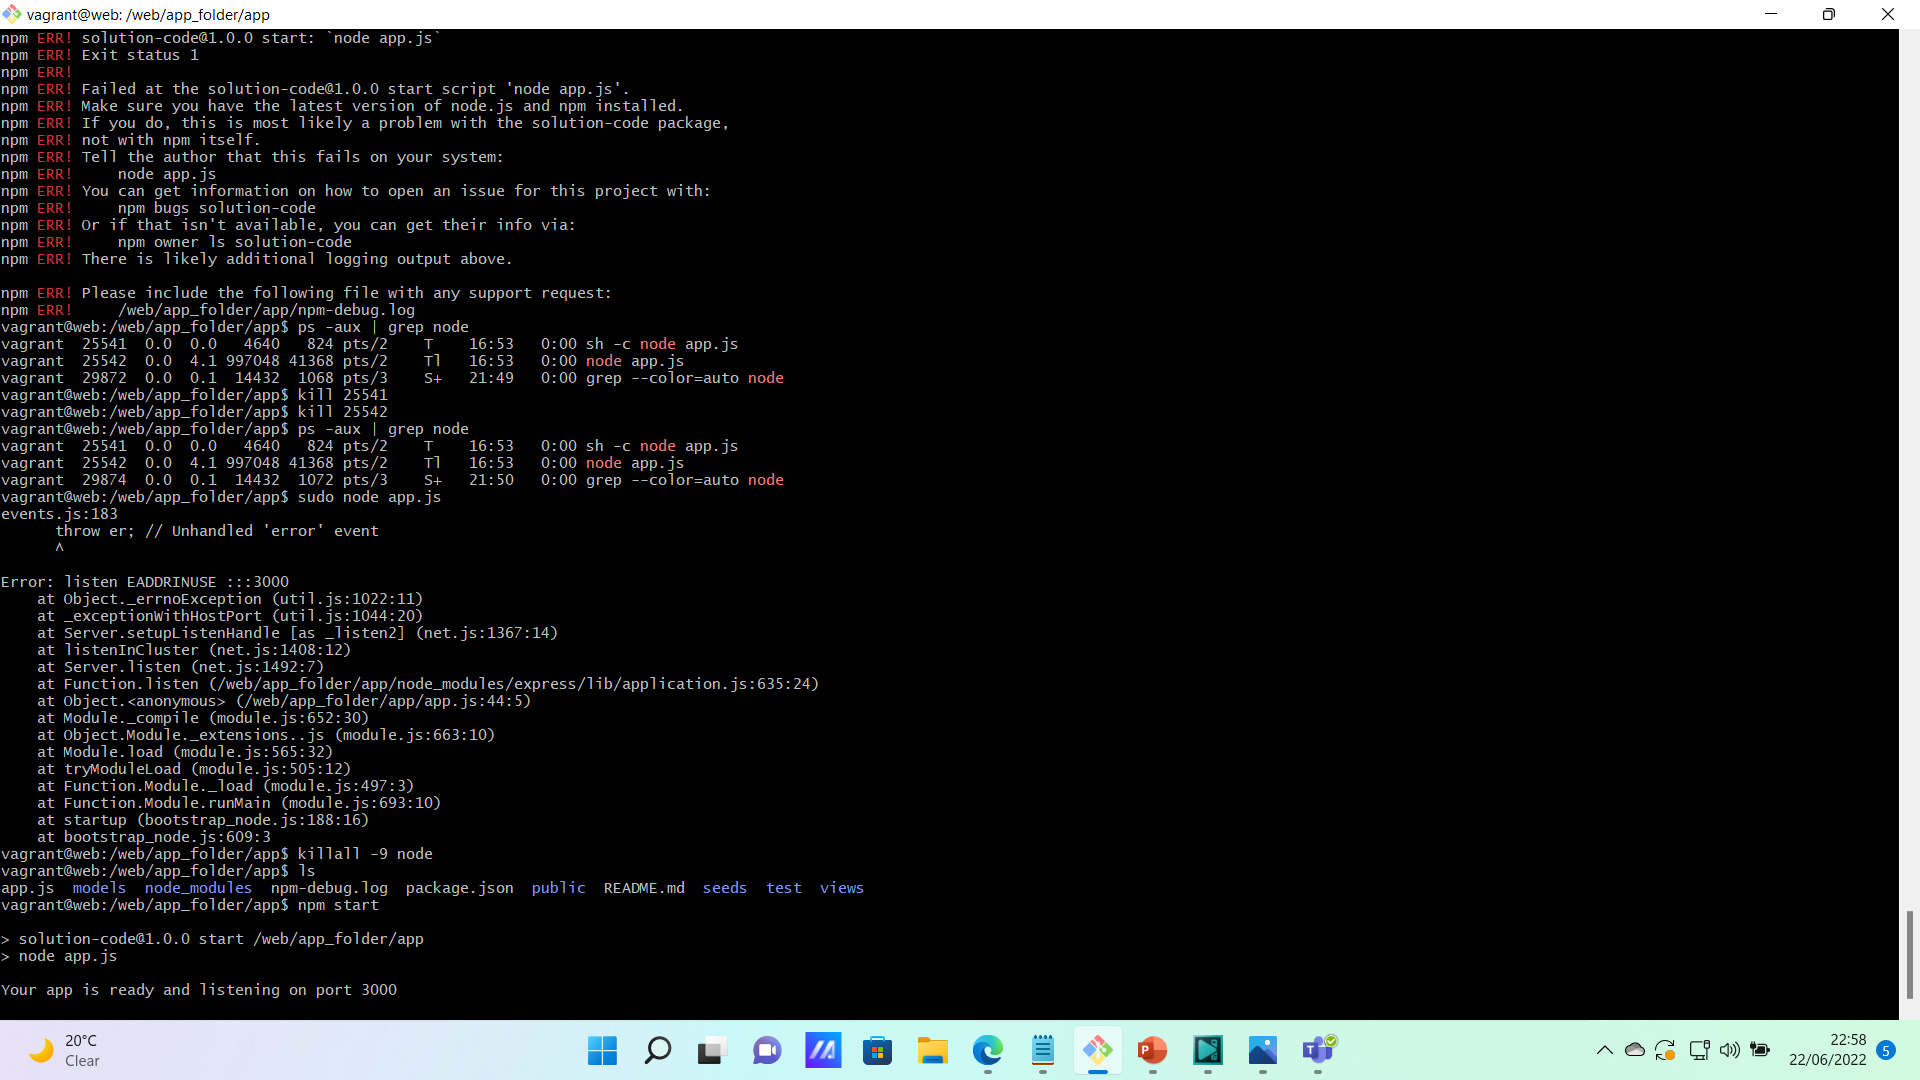 vagrant@web: /web/app_folder/app
npm ERR! solution-code@1.0.0 start: `node app.js`
npm ERR! Exit status 1
npm ERR!
npm ERR! Failed at the solution-code@1.0.0 start script 'node app.js'.
npm ERR! Make sure you have the latest version of node.js and npm installed.
npm ERR! If you do, this is most likely a problem with the solution-code package,
npm ERR! not with npm itself.
npm ERR! Tell the author that this fails on your system:
npm ERR!     node app.js
npm ERR! You can get information on how to open an issue for this project with:
npm ERR!     npm bugs solution-code
npm ERR! Or if that isn't available, you can get their info via:
npm ERR!     npm owner ls solution-code
npm ERR! There is likely additional logging output above.

npm ERR! Please include the following file with any support request:
npm ERR!     /web/app_folder/app/npm-debug.log
vagrant@web:/web/app_folder/app$ ps -aux | grep node
vagrant  25541  0.0  0.0   4640   824 pts/2    T    16:53   0:00 sh -c node app.js
vagrant  25542  0.0  4.1 997048 41368 pts/2    Tl   16:53   0:00 node app.js
vagrant  29872  0.0  0.1  14432  1068 pts/3    S+   21:49   0:00 grep --color=auto node
vagrant@web:/web/app_folder/app$ kill 25541
vagrant@web:/web/app_folder/app$ kill 25542
vagrant@web:/web/app_folder/app$ ps -aux | grep node
vagrant  25541  0.0  0.0   4640   824 pts/2    T    16:53   0:00 sh -c node app.js
vagrant  25542  0.0  4.1 997048 41368 pts/2    Tl   16:53   0:00 node app.js
vagrant  29874  0.0  0.1  14432  1072 pts/3    S+   21:50   0:00 grep --color=auto node
vagrant@web:/web/app_folder/app$ sudo node app.js
events.js:183
      throw er; // Unhandled 'error' event
      ^

Error: listen EADDRINUSE :::3000
    at Object._errnoException (util.js:1022:11)
    at _exceptionWithHostPort (util.js:1044:20)
    at Server.setupListenHandle [as _listen2] (net.js:1367:14)
    at listenInCluster (net.js:1408:12)
    at Server.listen (net.js:1492:7)
    at Function.listen (/web/app_folder/app/node_modules/express/lib/application.js:635:24)
    at Object.<anonymous> (/web/app_folder/app/app.js:44:5)
    at Module._compile (module.js:652:30)
    at Object.Module._extensions..js (module.js:663:10)
    at Module.load (module.js:565:32)
    at tryModuleLoad (module.js:505:12)
    at Function.Module._load (module.js:497:3)
    at Function.Module.runMain (module.js:693:10)
    at startup (bootstrap_node.js:188:16)
    at bootstrap_node.js:609:3
vagrant@web:/web/app_folder/app$ killall -9 node
vagrant@web:/web/app_folder/app$ ls
app.js  models  node_modules  npm-debug.log  package.json  public  README.md  seeds  test  views
vagrant@web:/web/app_folder/app$ npm start

> solution-code@1.0.0 start /web/app_folder/app
> node app.js

Your app is ready and listening on port 3000
20°C
Clear
22:58
22/06/2022
5